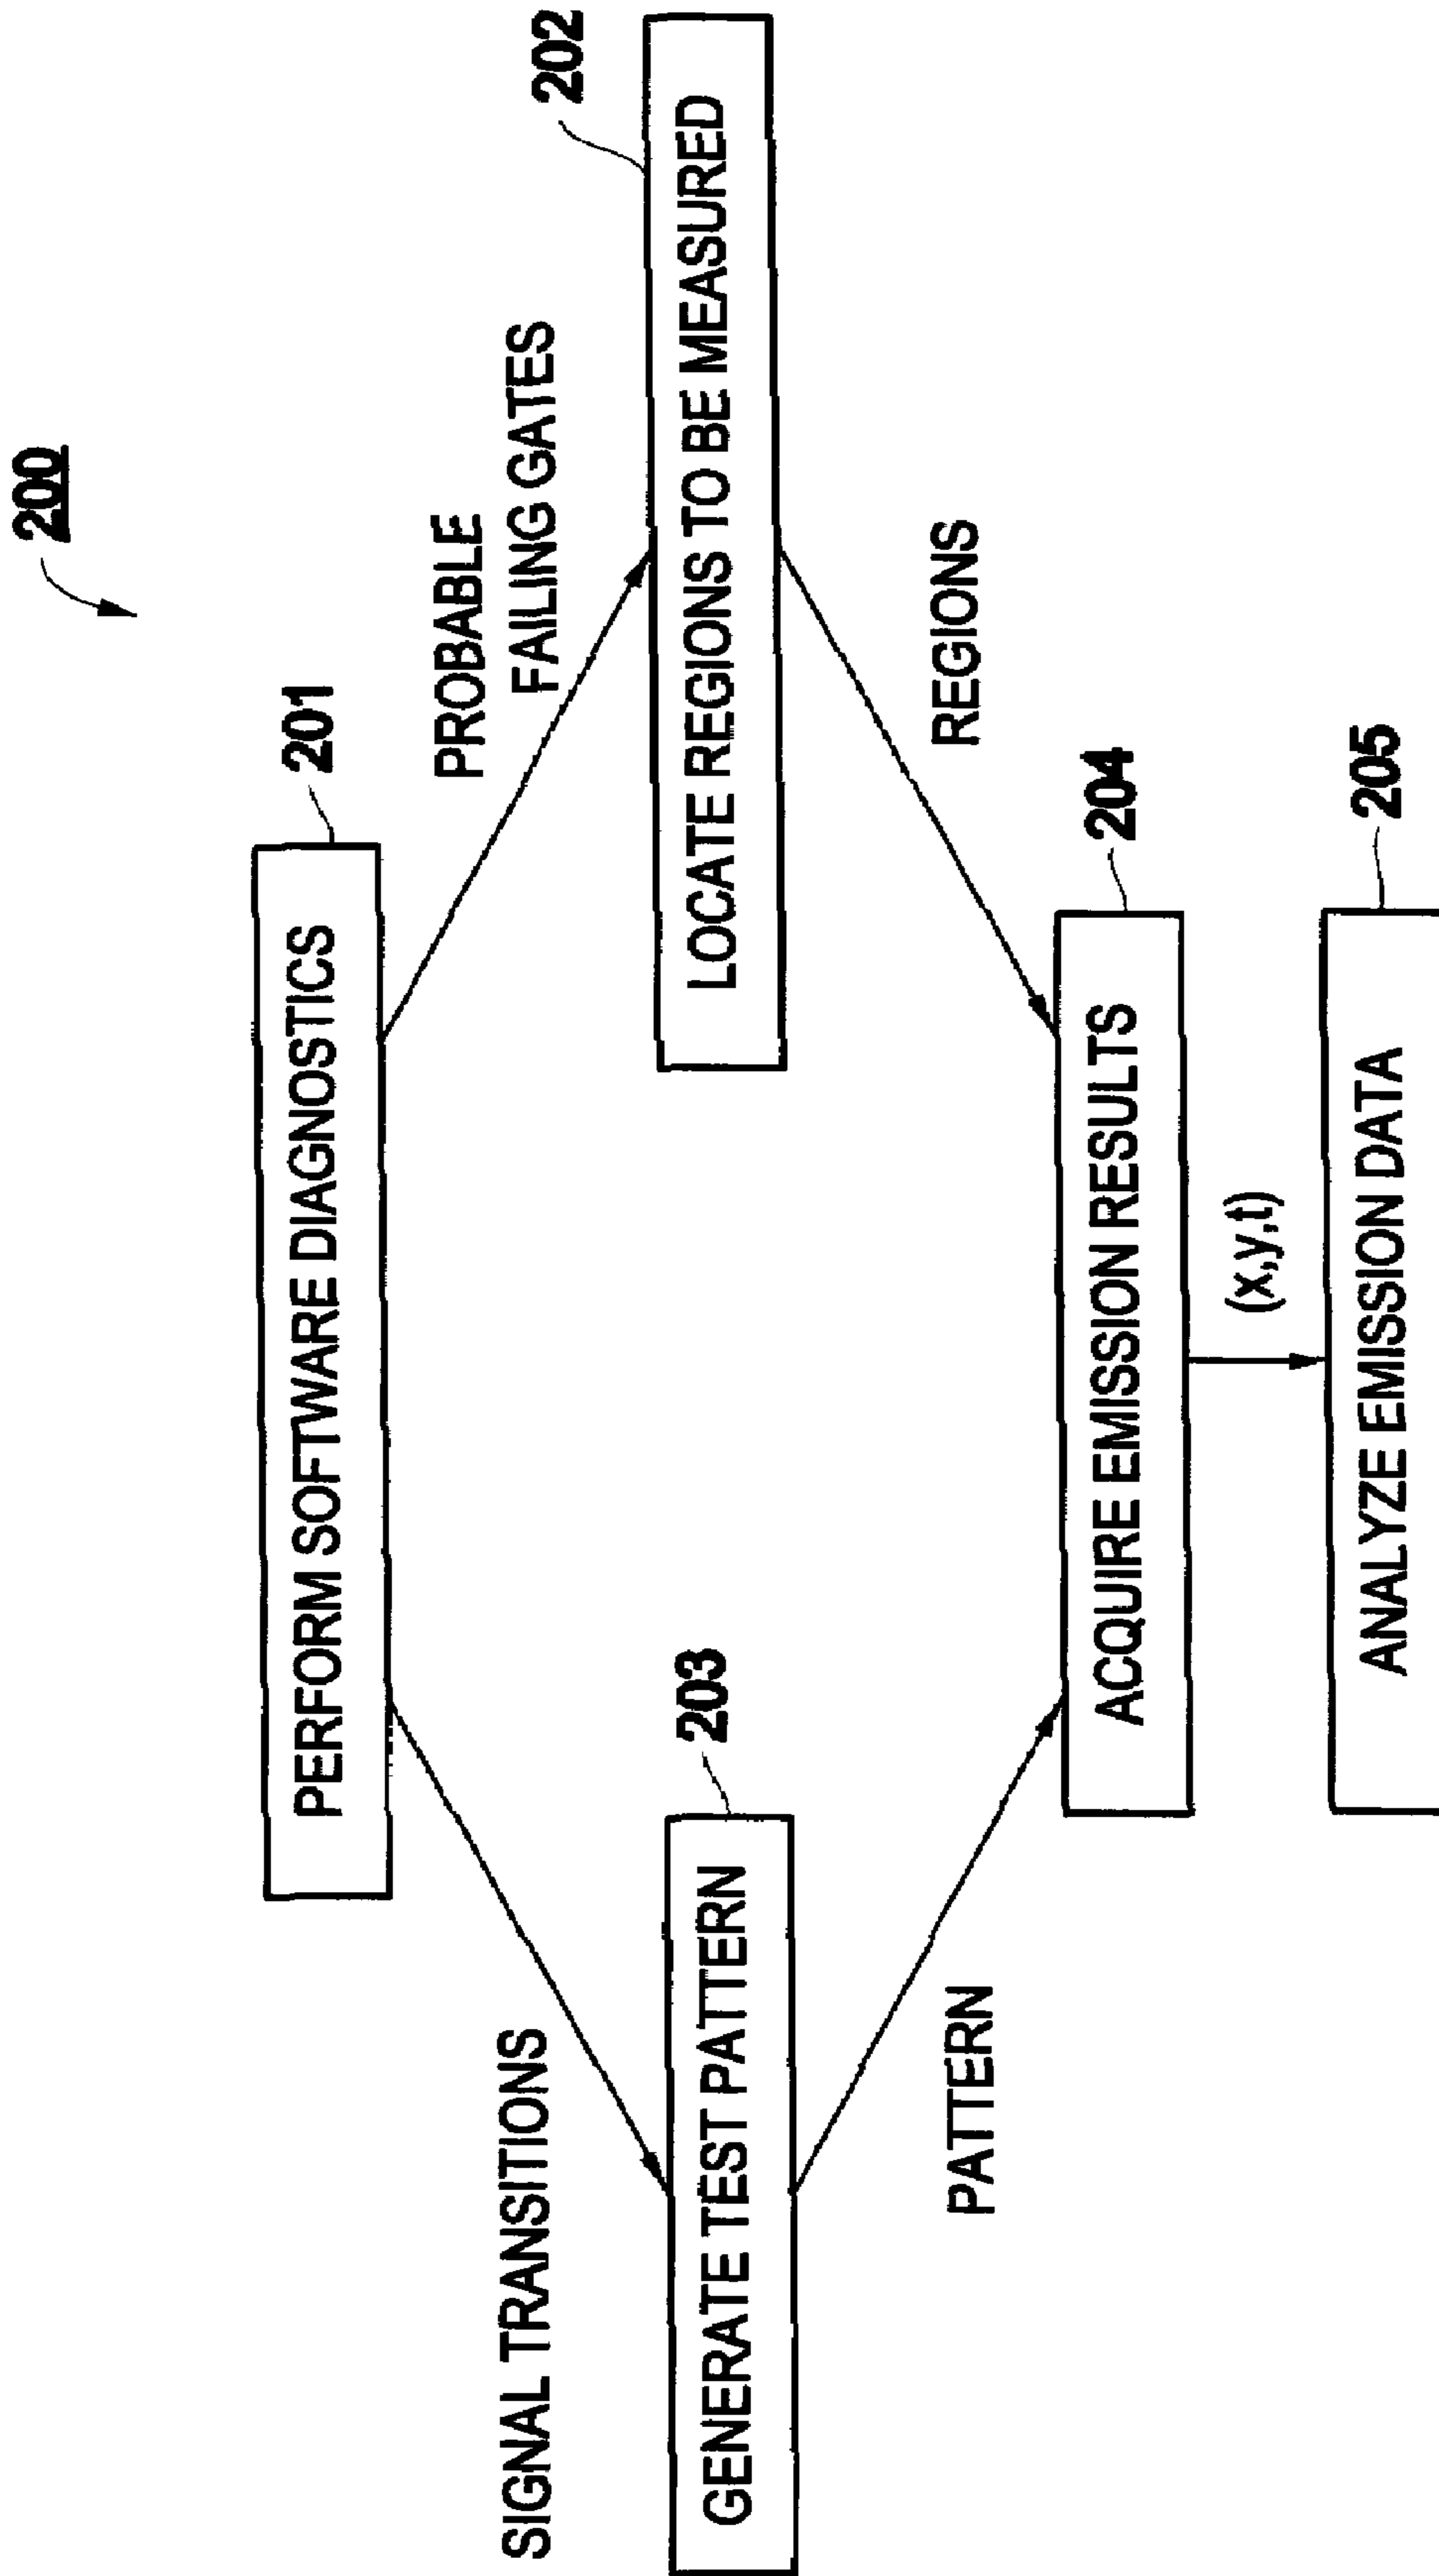 200
PERFORM SOFTWARE DIAGNOSTICS
201
SIGNAL TRANSITIONS
PROBABLE
FAILING GATES
202
GENERATE TEST PATTERN
203
LOCATE REGIONS TO BE MEASURED
PATTERN
REGIONS
ACQUIRE EMISSION RESULTS
204
(x,y,t)
ANALYZE EMISSION DATA
205